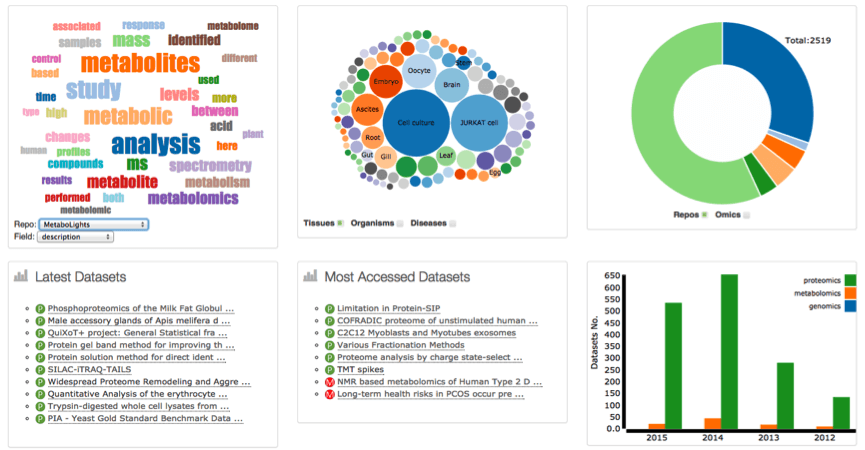 associated response metabolome
samples mass identified
control metabolites different
based used
time study levels more
type high metabolic between
acid
changes analysis plant
human profiles here
compounds ms spectrometry
results metabolite metabolism
performed both metabolomics
metabolomic
Repo: MetaboLights
Field: description
Stem
Oocyte
Embryo Brain
Ascites
Cell culture JURKAT cell
Root
Gut Gill Leaf
Egg
Tissues Organisms Diseases
Total:2519
Repos Omics
Latest Datasets
P Phosphoproteomics of the Milk Fat Globul ...
P Male accessory glands of Apis melifera d ...
P QuiXoT+ project: General Statistical fra ...
P Protein gel band method for improving th ...
P Protein solution method for direct ident ...
P SILAC-iTRAQ-TAILS
P Widespread Proteome Remodeling and Aggre ...
P Quantitative Analysis of the erythrocyte ...
P Trypsin-digested whole cell lysates from ...
P PIA - Yeast Gold Standard Benchmark Data ...
Most Accessed Datasets
P Limitation in Protein-SIP
P COFRADIC proteome of unstimulated human ...
P C2C12 Myoblasts and Myotubes exosomes
P Various Fractionation Methods
P Proteome analysis by charge state-select ...
P TMT spikes
M NMR based metabolomics of Human Type 2 D ...
M Long-term health risks in PCOS occur pre ...
Datasets No.
650
600
550
500
450
400
350
300
250
200
150
100
50
0.0
2015 2014 2013 2012
proteomics
metabolomics
genomics